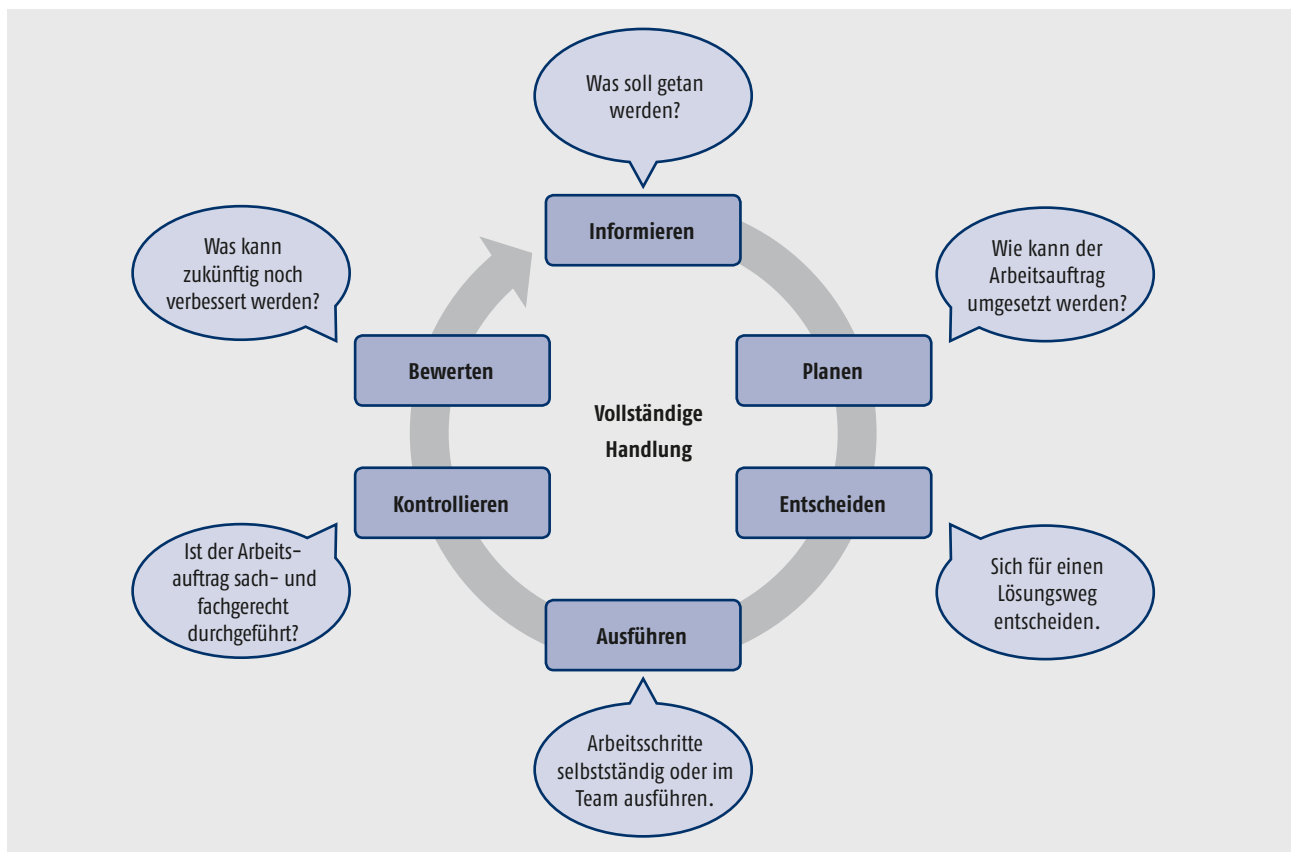 Was soll getan
werden?
Informieren
Wie kann der
Arbeitsauftrag
umgesetzt werden?
Planen
Entscheiden
Sich für einen
Lösungsweg
entscheiden.
Ausführen
Arbeitsschritte
selbstständig oder im
Team ausführen.
Kontrollieren
Ist der Arbeits-
auftrag sach- und
fachgerecht
durchgeführt?
Bewerten
Was kann
zukünftig noch
verbessert werden?
Vollständige
Handlung